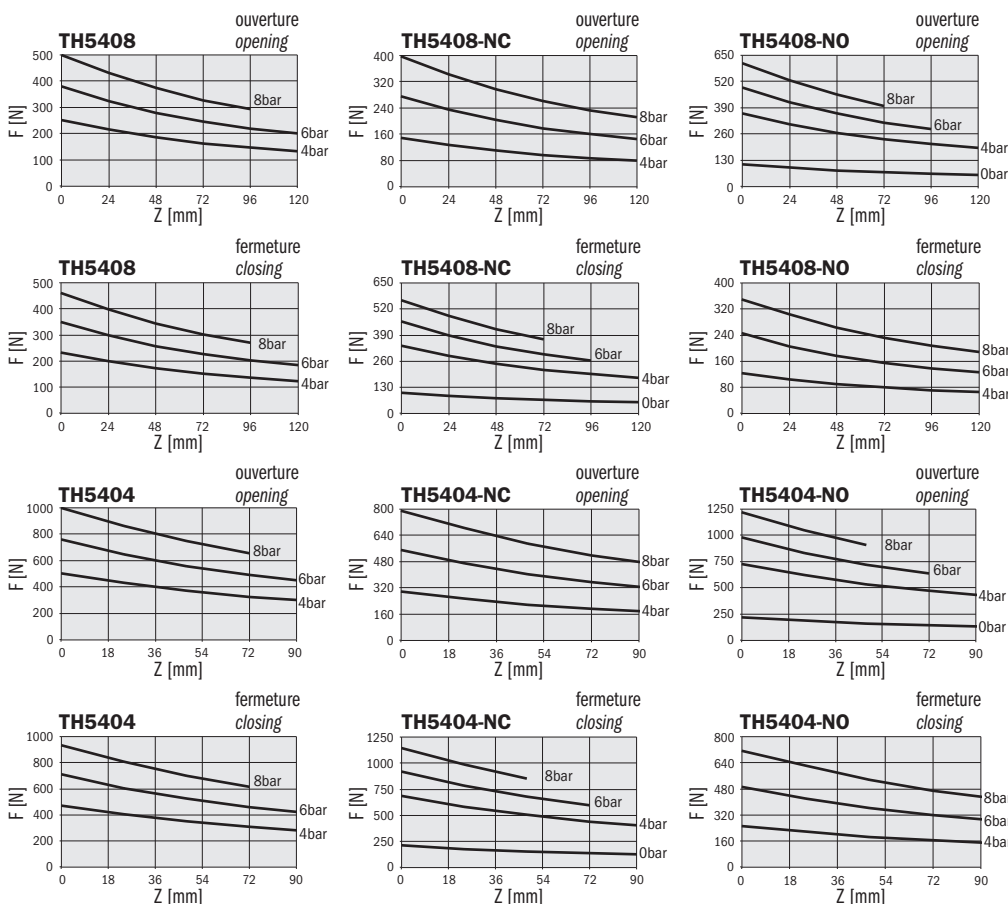 TH5408
ouverture
opening
F [N]
500
400
300
200
100
0
8bar
6bar
4bar
0 24 48 72 96 120
Z [mm]
TH5408-NC
ouverture
opening
F [N]
400
320
240
160
80
0
8bar
6bar
4bar
0 24 48 72 96 120
Z [mm]
TH5408-NO
ouverture
opening
F [N]
650
520
390
260
130
0
8bar
6bar
4bar
0bar
0 24 48 72 96 120
Z [mm]
TH5408
fermeture
closing
F [N]
500
400
300
200
100
0
8bar
6bar
4bar
0 24 48 72 96 120
Z [mm]
TH5408-NC
fermeture
closing
F [N]
650
520
390
260
130
0
8bar
6bar
4bar
0bar
0 24 48 72 96 120
Z [mm]
TH5408-NO
fermeture
closing
F [N]
400
320
240
160
80
0
8bar
6bar
4bar
0 24 48 72 96 120
Z [mm]
TH5404
ouverture
opening
F [N]
1000
800
600
400
200
0
8bar
6bar
4bar
0 18 36 54 72 90
Z [mm]
TH5404-NC
ouverture
opening
F [N]
800
640
480
320
160
0
8bar
6bar
4bar
0 18 36 54 72 90
Z [mm]
TH5404-NO
ouverture
opening
F [N]
1250
1000
750
500
250
0
8bar
6bar
4bar
0bar
0 18 36 54 72 90
Z [mm]
TH5404
fermeture
closing
F [N]
1000
800
600
400
200
0
8bar
6bar
4bar
0 18 36 54 72 90
Z [mm]
TH5404-NC
fermeture
closing
F [N]
1250
1000
750
500
250
0
8bar
6bar
4bar
0bar
0 18 36 54 72 90
Z [mm]
TH5404-NO
fermeture
closing
F [N]
800
640
480
320
160
0
8bar
6bar
4bar
0 18 36 54 72 90
Z [mm]